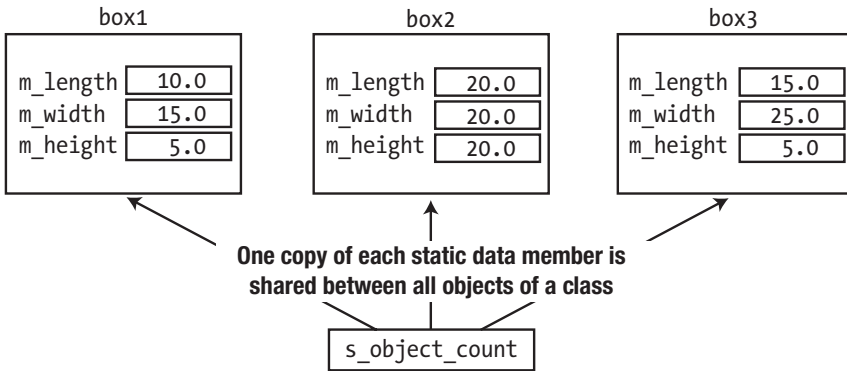 box1
m_length 10.0
m_width 15.0
m_height 5.0
box2
m_length 20.0
m_width 20.0
m_height 20.0
box3
m_length 15.0
m_width 25.0
m_height 5.0
One copy of each static data member is
shared between all objects of a class
s_object_count